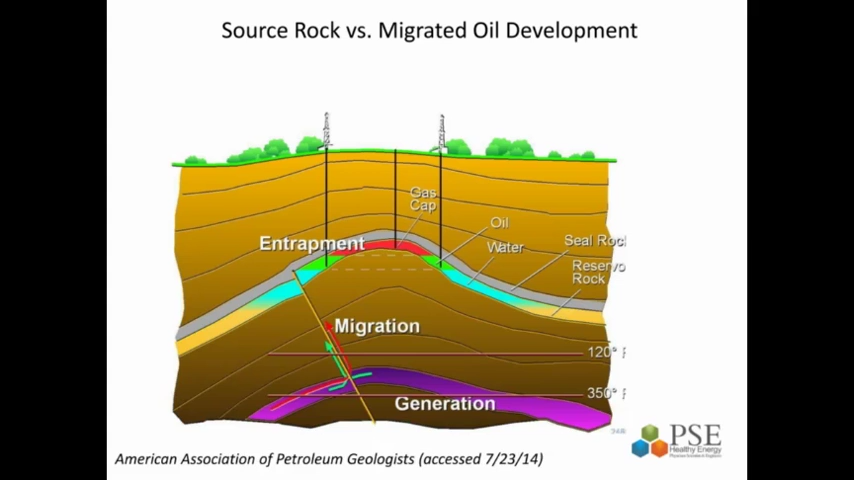 Source Rock vs. Migrated Oil Development
Gas
Cap
Oil
Entrapment
Water
Seal Rocl
Reservo
Rock
Migration
120° F
350° F
Generation
PSE
Healthy Energy
American Association of Petroleum Geologists (accessed 7/23/14)